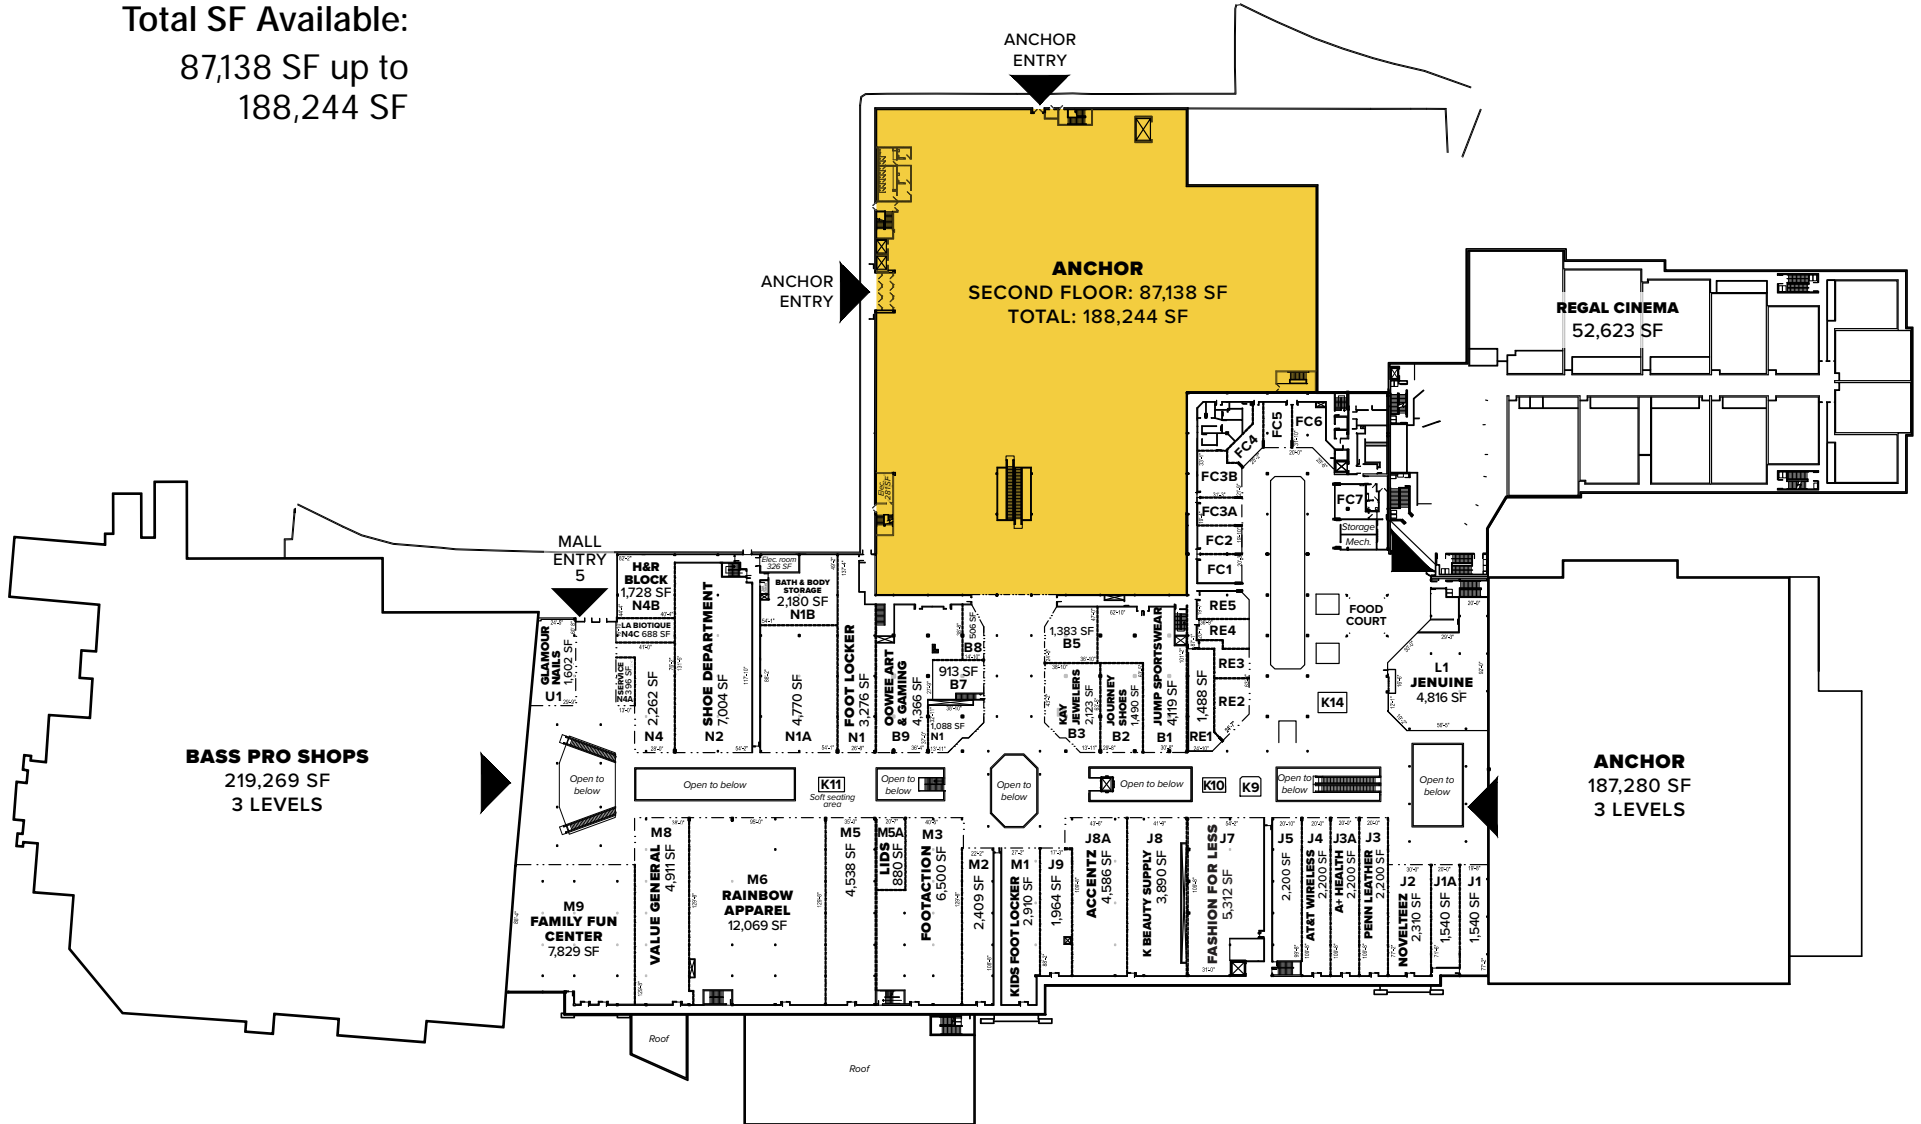 Total SF Available:
87,138 SF up to
188,244 SF
ANCHOR
ENTRY
ANCHOR
ENTRY
ANCHOR
SECOND FLOOR: 87,138 SF
TOTAL: 188,244 SF
REGAL CINEMA
52,623 SF
FC4
FC5
FC6
FC3B
FC3A
FC2
FC1
FC7
Storage
Mech.
Elec.
281SF
RE5
RE4
RE3
RE2
1,488 SF
RE1
FOOD
COURT
K14
L1
JENUINE
4,816 SF
MALL
ENTRY
5
BASS PRO SHOPS
219,269 SF
3 LEVELS
GLAMOUR
NAILS
1,602 SF
U1
H&R
BLOCK
1,728 SF
N4B
LA BIOTIQUE
N4C 688 SF
2,262 SF
N4
SHOE DEPARTMENT
7,004 SF
N2
Elec. room
326 SF
BATH & BODY
STORAGE
2,180 SF
N1B
4,770 SF
N1A
FOOT LOCKER
3,276 SF
N1
OOWEE ART
& GAMING
4,366 SF
B9
506 SF
B8
913 SF
B7
1,088 SF
N1
1,383 SF
B5
KAY
JEWELERS
2,123 SF
B3
JOURNEY
SHOES
1,490 SF
B2
JUMP SPORTSWEAR
4,119 SF
B1
Open to
below
Open to below
K11
Soft seating
area
Open to
below
Open to
below
Open to below
K10
K9
Open to
below
Open to
below
ANCHOR
187,280 SF
3 LEVELS
M9
FAMILY FUN
CENTER
7,829 SF
M8
VALUE GENERAL
4,911 SF
M6
RAINBOW
APPAREL
12,069 SF
M5
4,538 SF
M5A
LIDS
880 SF
M3
FOOTACTION
6,500 SF
M2
2,409 SF
M1
KIDS FOOT LOCKER
2,910 SF
J9
1,964 SF
J8A
ACCENTZ
4,586 SF
J8
K BEAUTY SUPPLY
3,890 SF
J7
FASHION FOR LESS
5,312 SF
J5
2,200 SF
J4
AT&T WIRELESS
2,200 SF
J3A
A+ HEALTH
2,200 SF
J3
PENN LEATHER
2,200 SF
J2
NOVELTEEZ
2,310 SF
J1A
1,540 SF
J1
1,540 SF
Roof
Roof